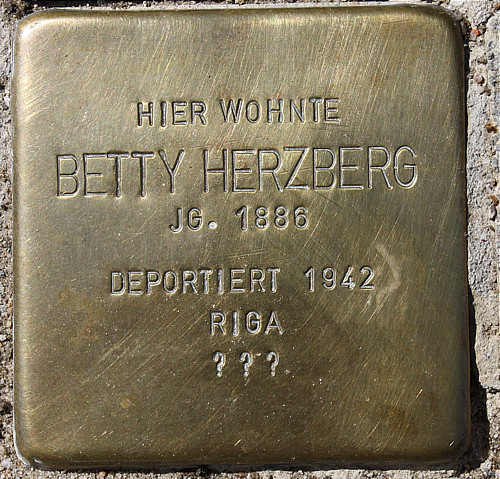 HIER WOHNTE
BETTY HERZBERG
JG. 1886
DEPORTIERT 1942
RIGA
? ? ?